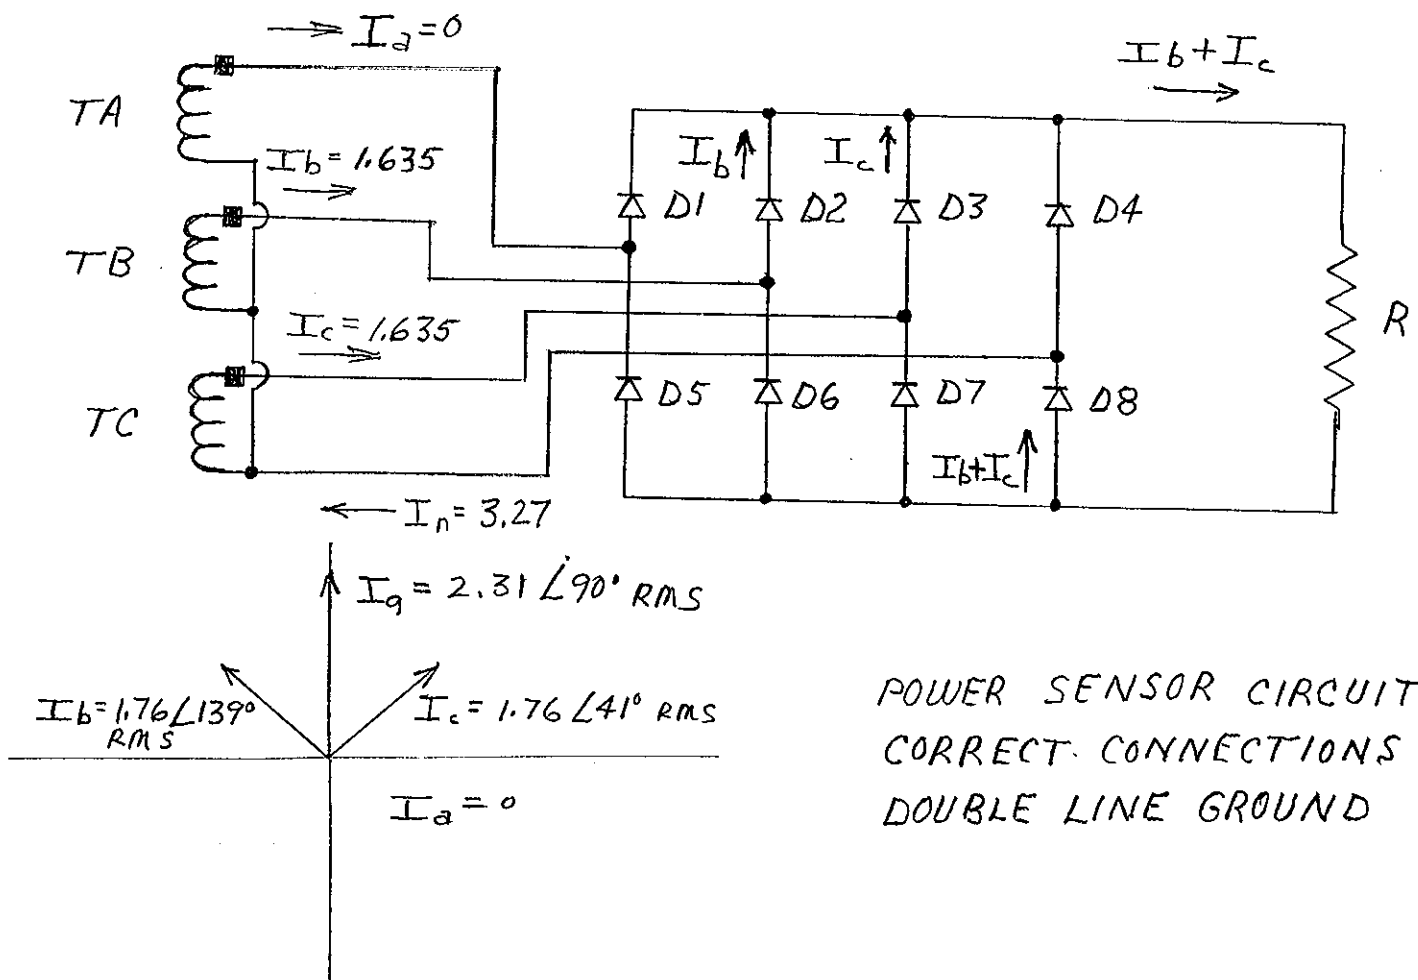 Ia=0
Ib+Ic
TA
Ib=1.635
Ib
Ic
D1
D2
D3
D4
TB
Ic=1.635
R
TC
D5
D6
D7
D8
Ib+Ic
In=3.27
Ig=2.31∠90° RMS
Ib=1.76∠139°
RMS
Ic=1.76∠41° RMS
Ia=0
POWER SENSOR CIRCUIT
CORRECT CONNECTIONS
DOUBLE LINE GROUND